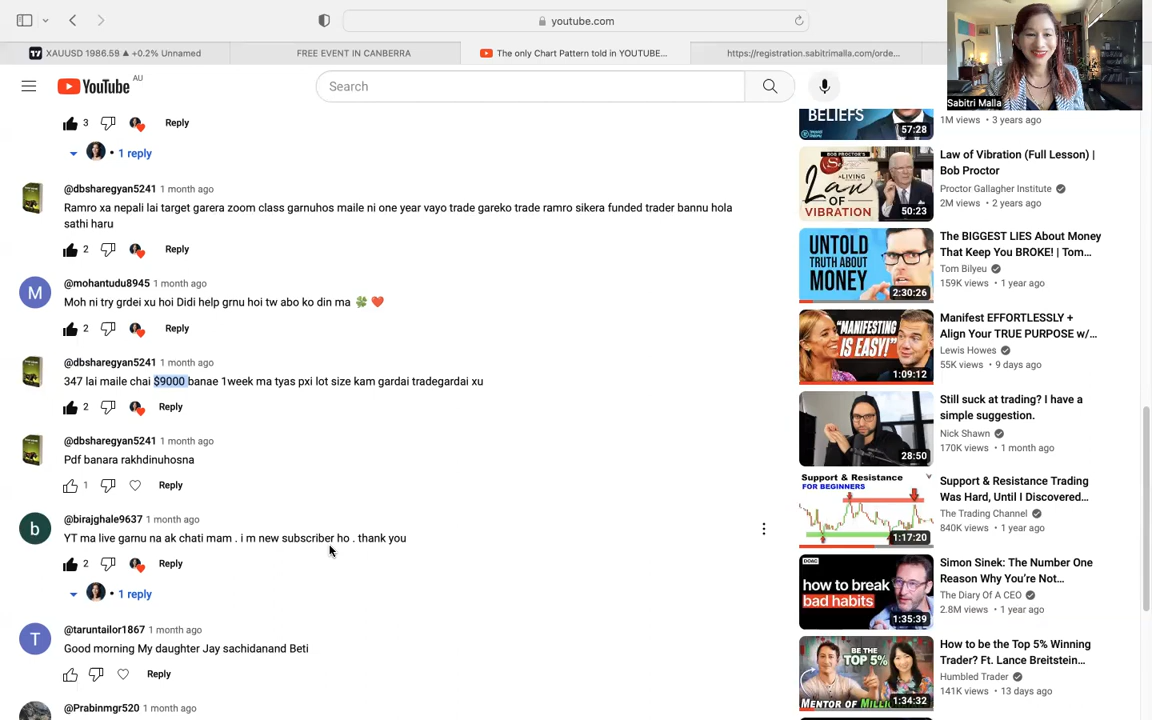 youtube.com
XAUUSD 1986.58 ▲ +0.2% Unnamed
FREE EVENT IN CANBERRA
The only Chart Pattern told in YOUTUBE...
https://registration.sabitrimalla.com/orde...
Sabitri Malla
YouTube AU
Search
3 Reply
1 reply
@dbsharegyan5241 1 month ago
Ramro xa nepali lai target garera zoom class garnuhos maile ni one year vayo trade gareko trade ramro sikera funded trader bannu hola
sathi haru
2 Reply
M
@mohantudu8945 1 month ago
Moh ni try grdei xu hoi Didi help grnu hoi tw abo ko din ma 🍀 ❤️
2 Reply
@dbsharegyan5241 1 month ago
347 lai maile chai $9000 banae 1week ma tyas pxi lot size kam gardai tradegardai xu
2 Reply
@dbsharegyan5241 1 month ago
Pdf banara rakhdinuhosna
1 Reply
b
@birajghale9637 1 month ago
YT ma live garnu na ak chati mam . i m new subscriber ho . thank you
2 Reply
1 reply
T
@taruntailor1867 1 month ago
Good morning My daughter Jay sachidanand Beti
Reply
@Prabinmgr520 1 month ago
BELIEFS
57:28
1M views • 3 years ago
BOB PROCTOR'S
LIVING
Law OF
VIBRATION
50:23
Law of Vibration (Full Lesson) |
Bob Proctor
Proctor Gallagher Institute
2M views • 2 years ago
UNTOLD
TRUTH ABOUT
MONEY
2:30:26
The BIGGEST LIES About Money
That Keep You BROKE! | Tom...
Tom Bilyeu
159K views • 1 year ago
"MANIFESTING
IS EASY!"
1:09:12
Manifest EFFORTLESSLY +
Align Your TRUE PURPOSE w/...
Lewis Howes
55K views • 9 days ago
28:50
Still suck at trading? I have a
simple suggestion.
Nick Shawn
170K views • 1 month ago
Support & Resistance
FOR BEGINNERS
1:17:20
Support & Resistance Trading
Was Hard, Until I Discovered...
The Trading Channel
840K views • 1 year ago
DOAC
how to break
bad habits
1:35:39
Simon Sinek: The Number One
Reason Why You're Not...
The Diary Of A CEO
2.8M views • 1 year ago
BE THE
TOP 5%
MENTOR OF MILLI
1:34:32
How to be the Top 5% Winning
Trader? Ft. Lance Breitstein...
Humbled Trader
141K views • 13 days ago